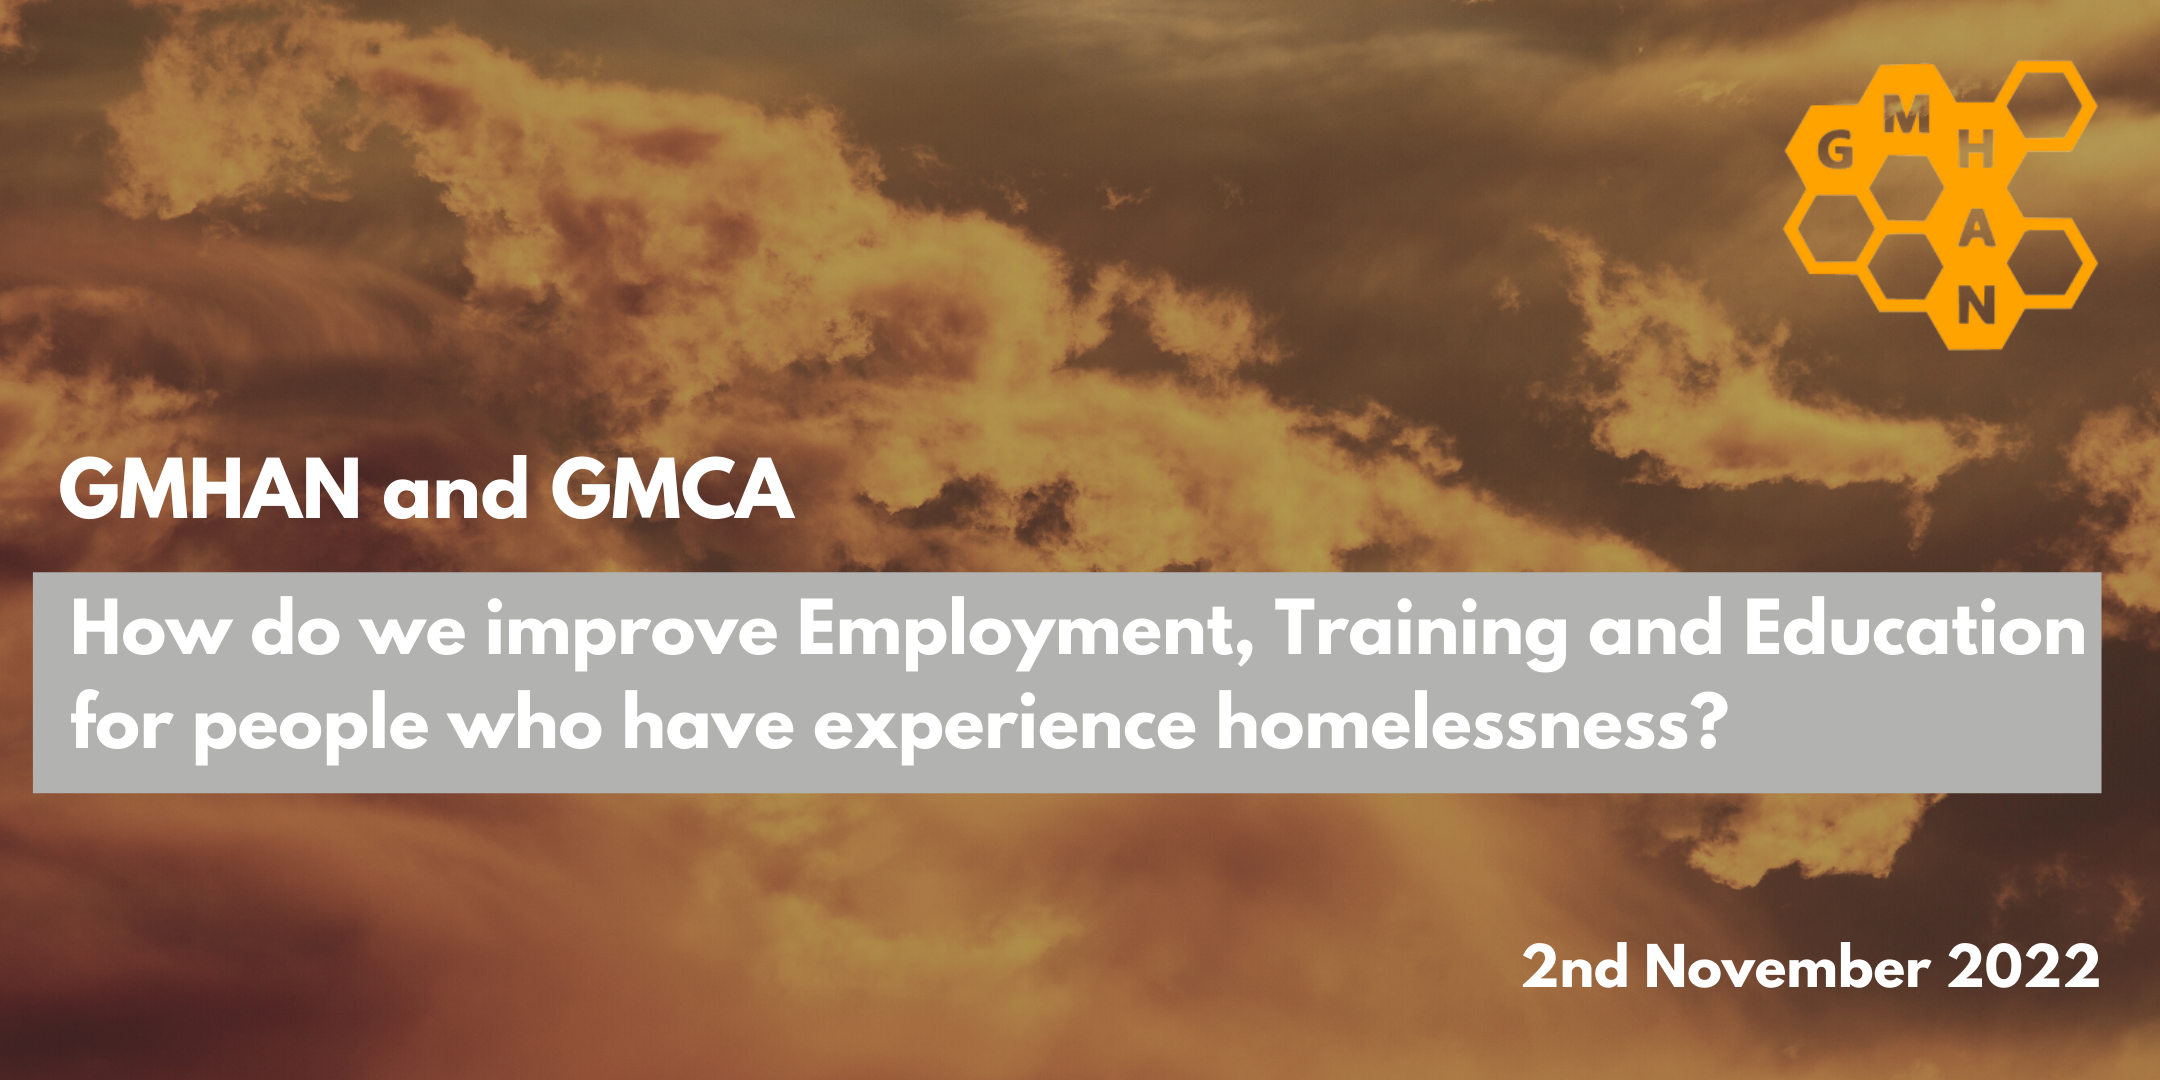 GMHAN
GMHAN and GMCA
How do we improve Employment, Training and Education
for people who have experience homelessness?
2nd November 2022